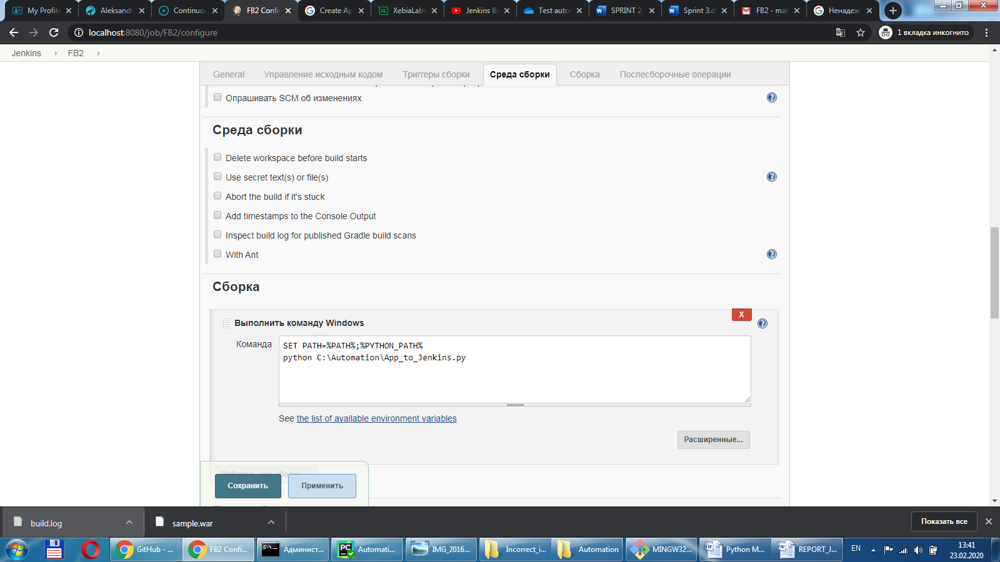 My Profile
Aleksand
Continuo
FB2 Confi
Create Ap
XebiaLabs
Jenkins Be
Test autor
SPRINT 2.
Sprint 3.d
FB2 - mai
Ненадежн
localhost:8080/job/FB2/configure
1 вкладка инкогнито
Jenkins
FB2
General
Управление исходным кодом
Триггеры сборки
Среда сборки
Сборка
Послесборочные операции
Опрашивать SCM об изменениях
Среда сборки
Delete workspace before build starts
Use secret text(s) or file(s)
Abort the build if it's stuck
Add timestamps to the Console Output
Inspect build log for published Gradle build scans
With Ant
Сборка
X
Выполнить команду Windows
Команда
SET PATH=%PATH%;%PYTHON_PATH%
python C:\Automation\App_to_Jenkins.py
See the list of available environment variables
Расширенные...
Сохранить
Применить
build.log
sample.war
Показать все
GitHub - ...
FB2 Confi...
Админист...
Automati...
IMG_2016...
Incorrect_i...
Automation
MINGW32...
Python M...
REPORT_J...
EN
13:41
23.02.2020